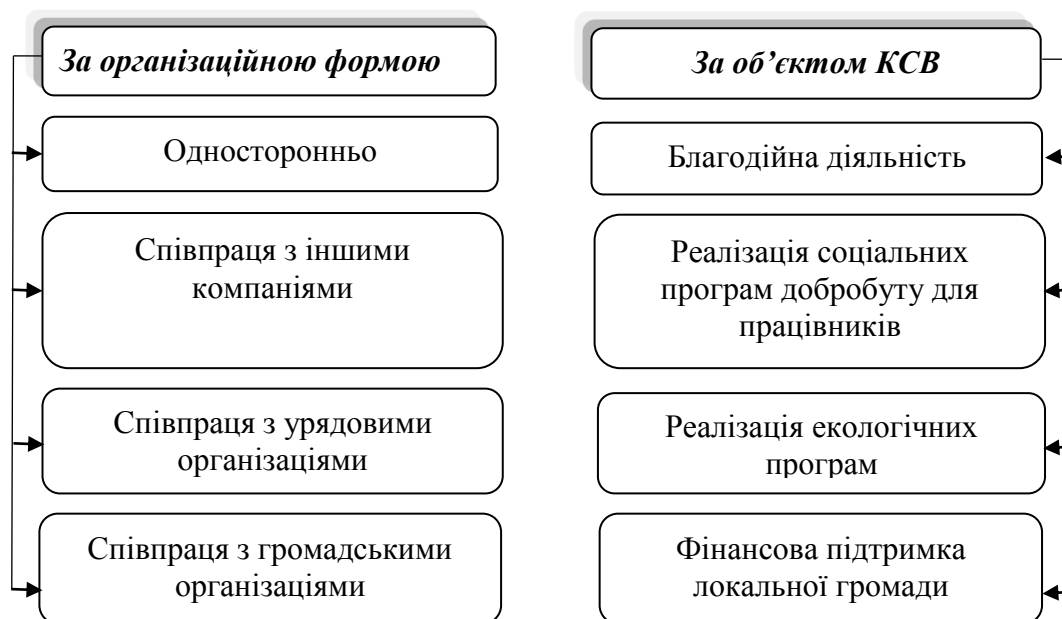 За організаційною формою
Односторонньо
Співпраця з іншими
компаніями
Співпраця з урядовими
організаціями
Співпраця з громадськими
організаціями
За об’єктом КСВ
Благодійна діяльність
Реалізація соціальних
програм добробуту для
працівників
Реалізація екологічних
програм
Фінансова підтримка
локальної громади